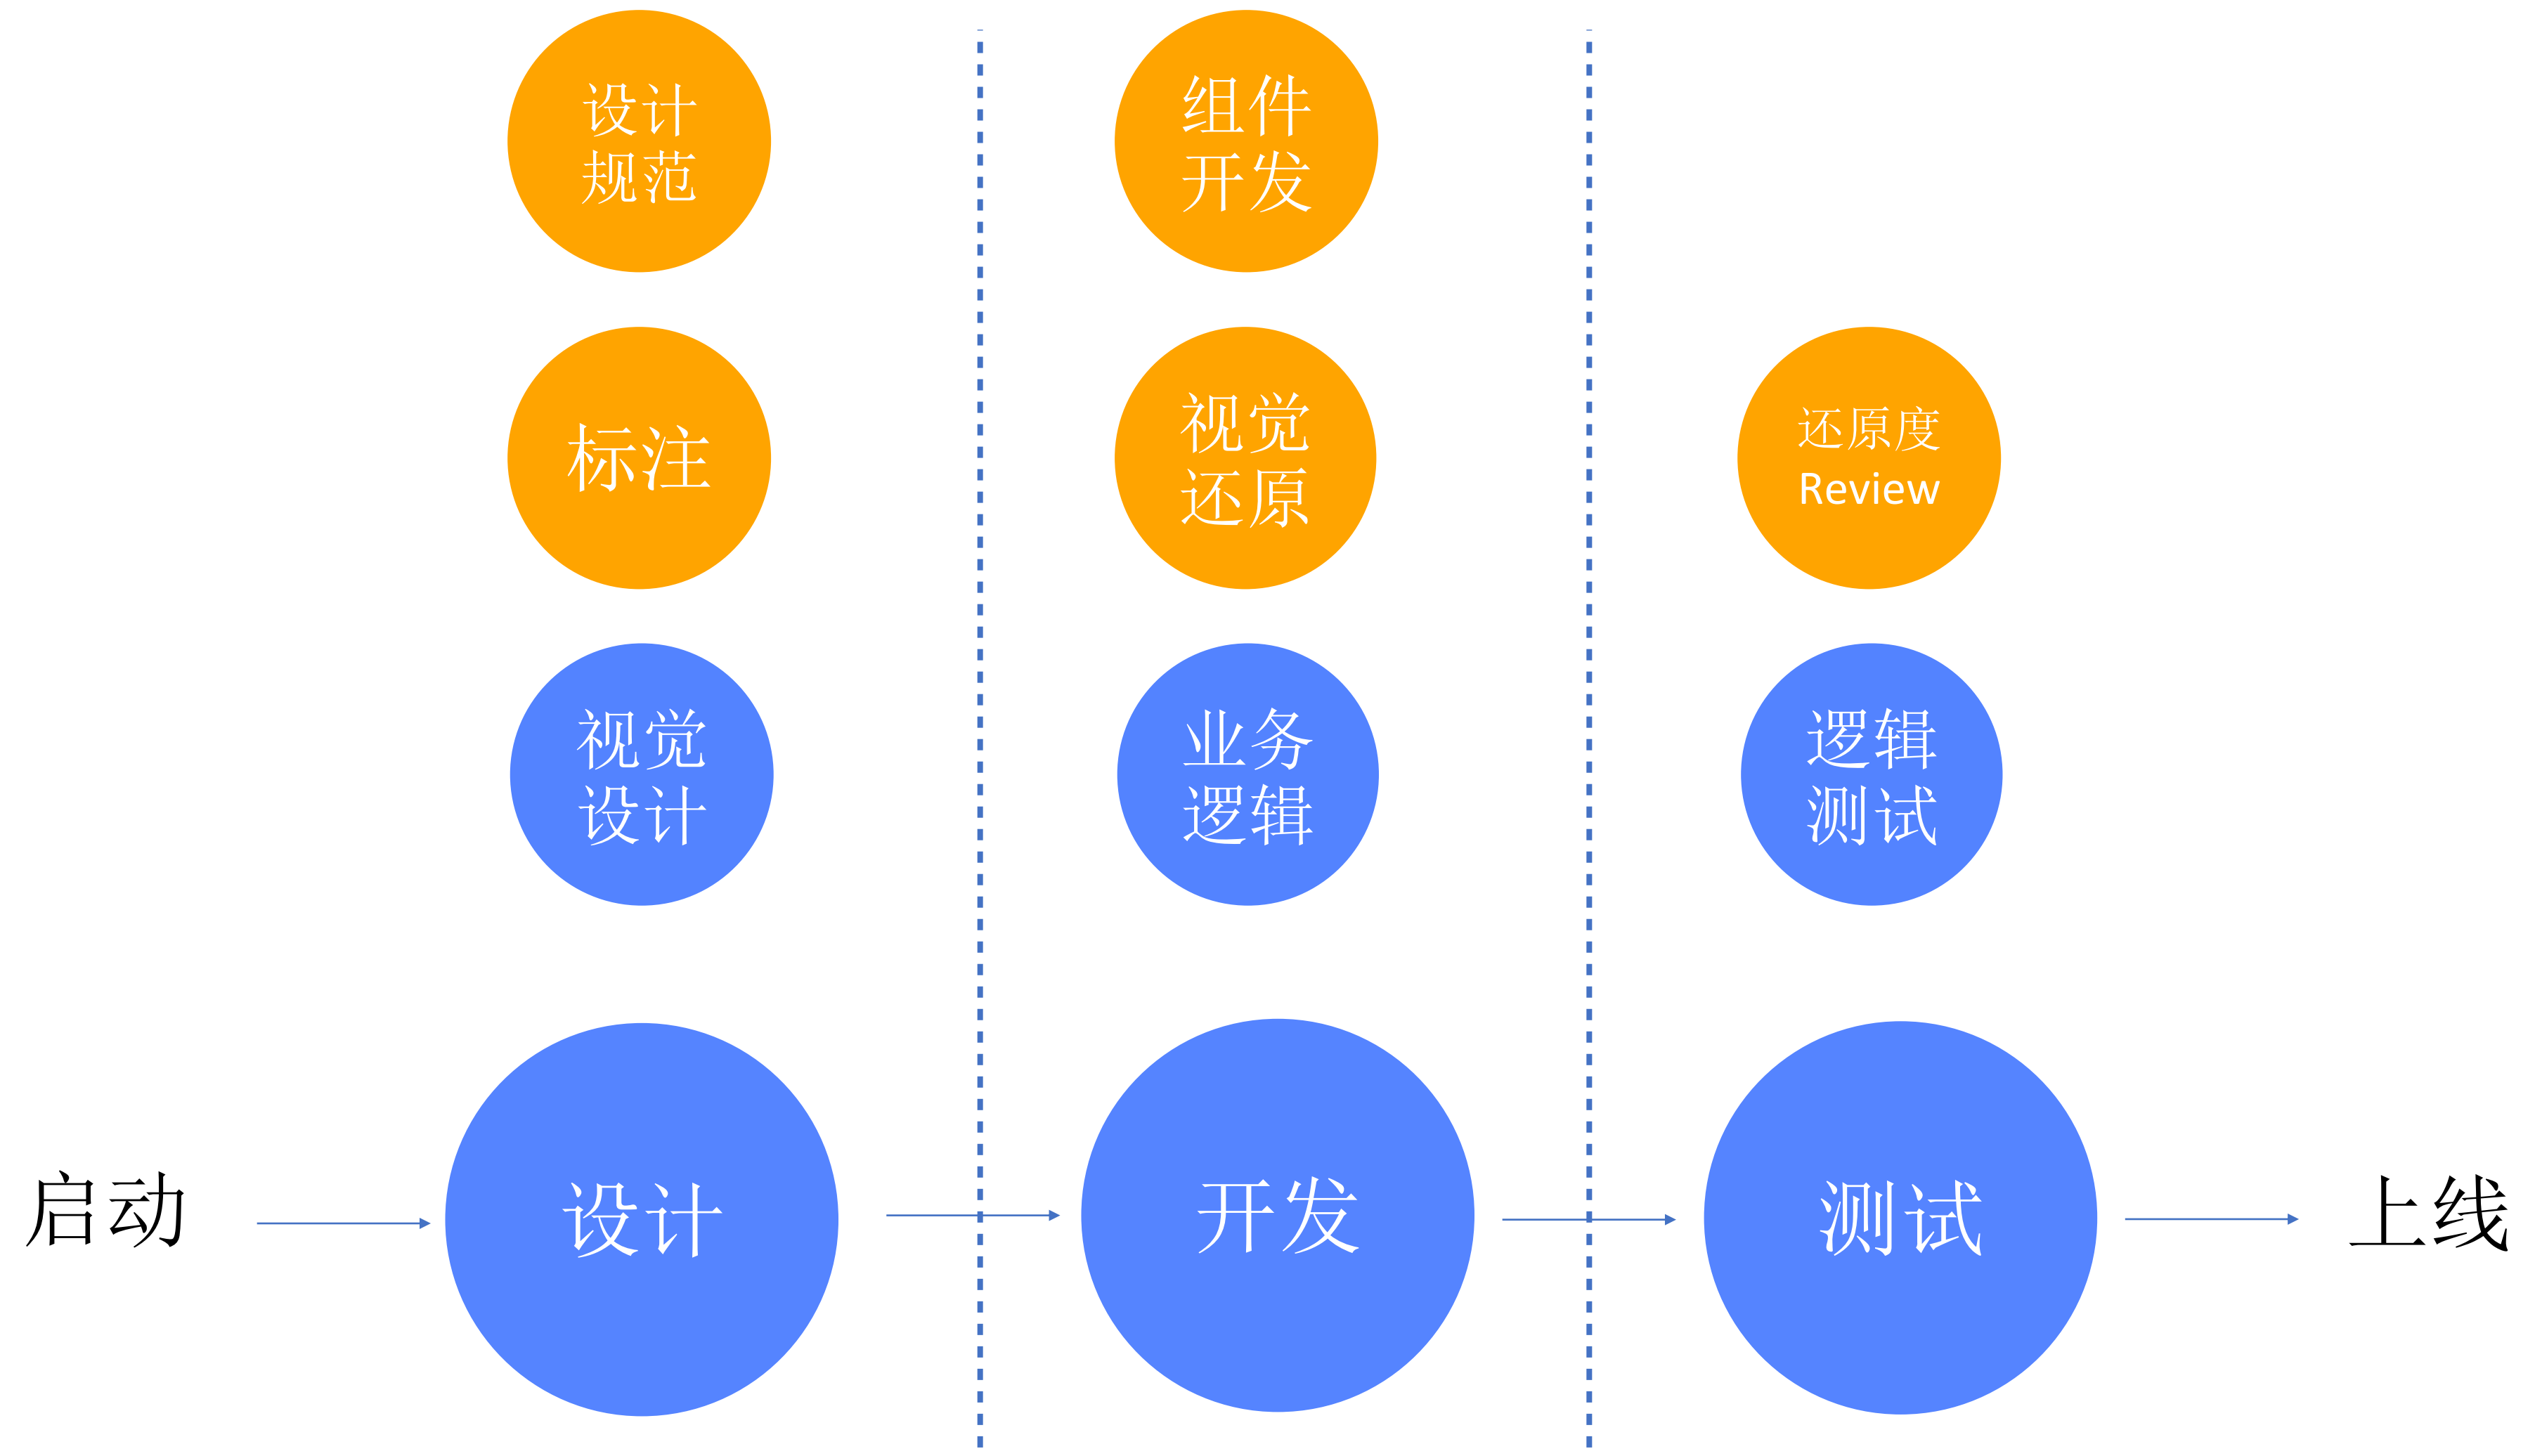 设计
规范
组件
开发
标注
视觉
还原
还原度
Review
视觉
设计
业务
逻辑
逻辑
测试
启动
设计
开发
测试
上线